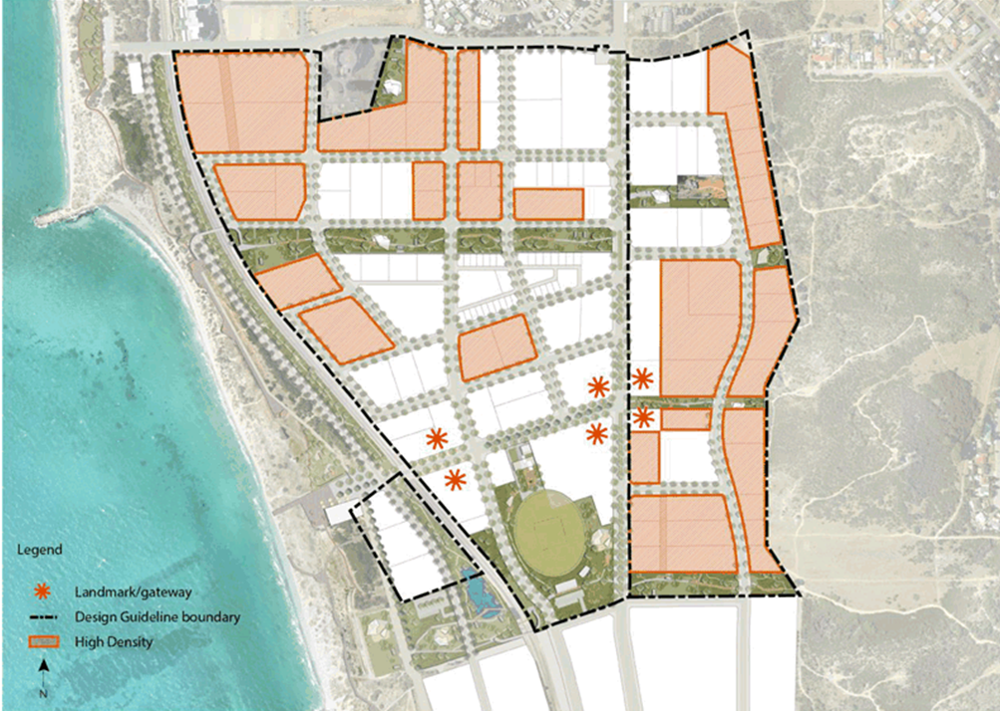 Legend
Landmark/gateway
Design Guideline boundary
High Density
N